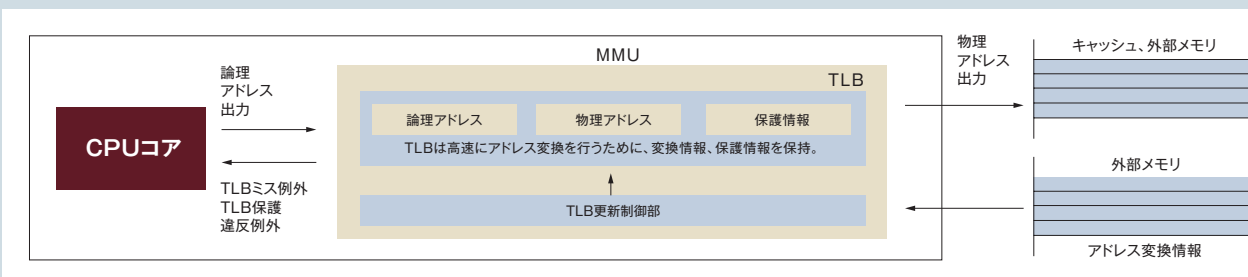 MMU
TLB
CPUコア
論理
アドレス
出力
TLBミス例外
TLB保護
違反例外
論理アドレス
物理アドレス
保護情報
TLBは高速にアドレス変換を行うために、変換情報、保護情報を保持。
TLB更新制御部
物理
アドレス
出力
キャッシュ、外部メモリ
外部メモリ
アドレス変換情報